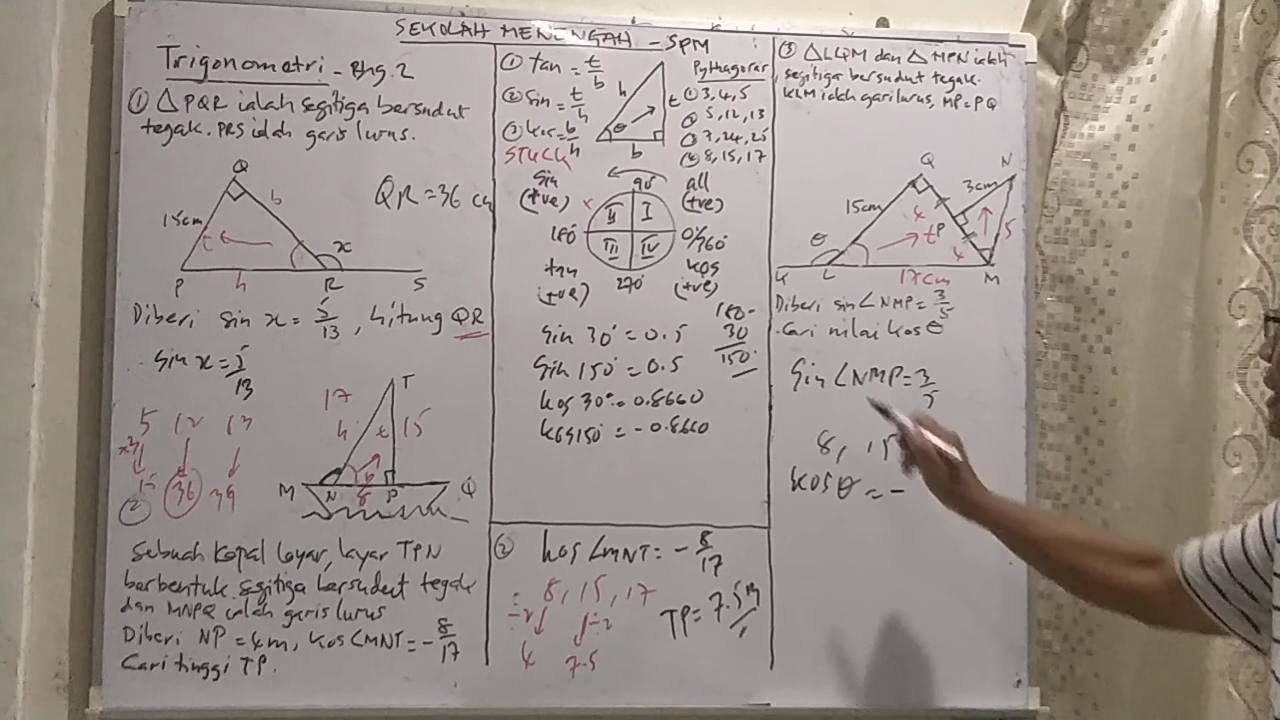 SEKOLAH MENENGAH - SPM
Trigonometri - Bhg.2
① △PQR ialah segitiga bersudut
tegak. PRS ialah garis lurus.
Q
15cm
b
QR = 36 cm
t
x
h
P
R
S
Diberi sin x = 5/13, hitung QR
sin x = 5/13
5 12 13
x3
15 36 39
②
T
17
h
t
15
θ
M N 8 P Q
Sebuah kapal layar, layar TPN
berbentuk segitiga bersudut tegak
dan MNPQ ialah garis lurus
Diberi NP = 4m, kos∠MNT = -8/17
Cari tinggi TP.
① tan = t/b
② sin = t/h
③ kos = b/h
STUCK
h
t
θ
b
Pythagoras
① 3, 4, 5
② 5, 12, 13
③ 7, 24, 25
④ 8, 15, 17
sin
(+ve)
90°
all
(+ve)
II I
180°
0°/360°
III IV
tan
(+ve)
270°
kos
(+ve)
sin 30° = 0.5
sin 150° = 0.5
kos 30° = 0.8660
kos 150° = -0.8660
180-
30
150°
② kos∠MNT = -8/17
8, 15, 17
÷2 ÷2
4 7.5
TP = 7.5m
③ △LQM dan △MPN ialah
segitiga bersudut tegak.
KLM ialah garis lurus, MP = PQ
Q
N
3cm
15cm
4
P
5
θ
t
4
K
L
17cm
M
Diberi sin∠NMP = 3/5
Cari nilai kos θ
sin∠NMP = 3/5
8, 15
kos θ = -